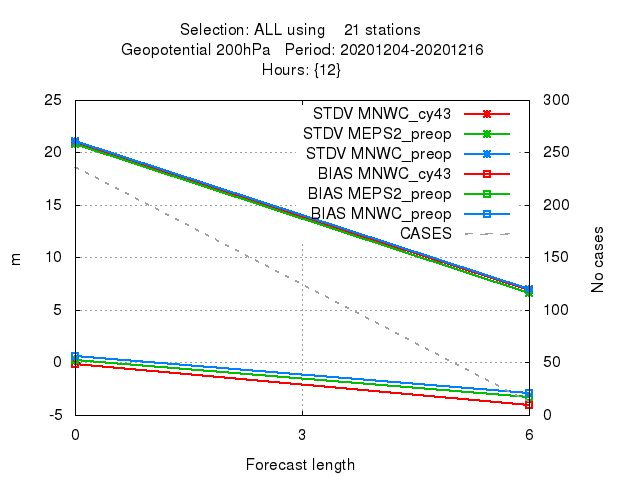 Selection: ALL using 21 stations
Geopotential 200hPa Period: 20201204-20201216
Hours: {12}
25 300
STDV MNWC_cy43
STDV MEPS2_preop
20 250
STDV MNWC_preop
BIAS MNWC_cy43
BIAS MEPS2_preop
15 200
BIAS MNWC_preop
CASES
10 150
m
No cases
5 100
0 50
-5 0
0 3 6
Forecast length